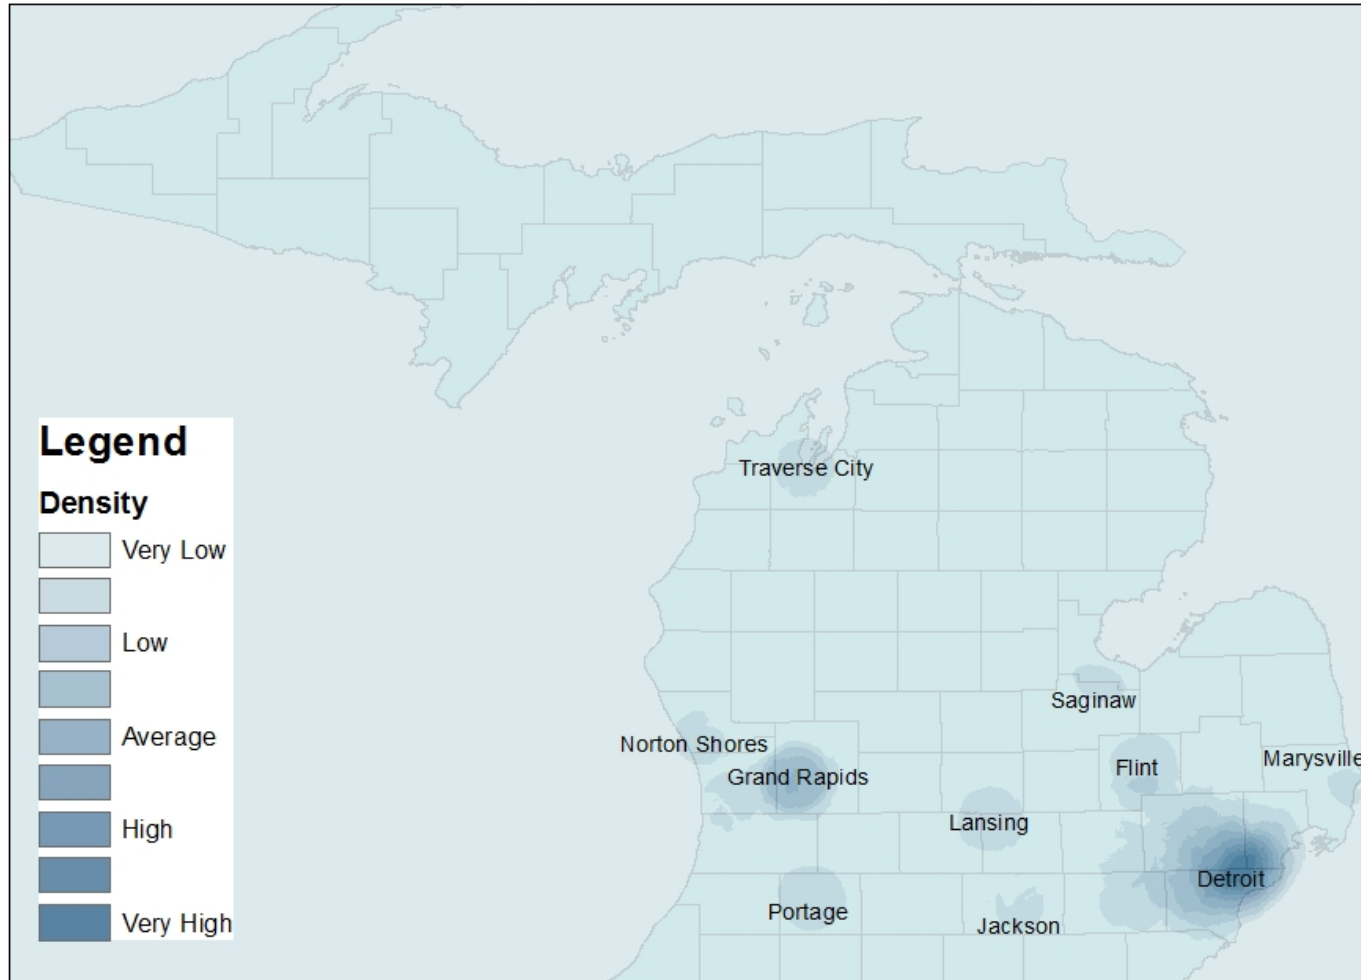 Traverse City
Legend
Density
Very Low
Low
Average
High
Very High
Saginaw
Norton Shores
Grand Rapids
Flint
Marysville
Lansing
Detroit
Portage
Jackson